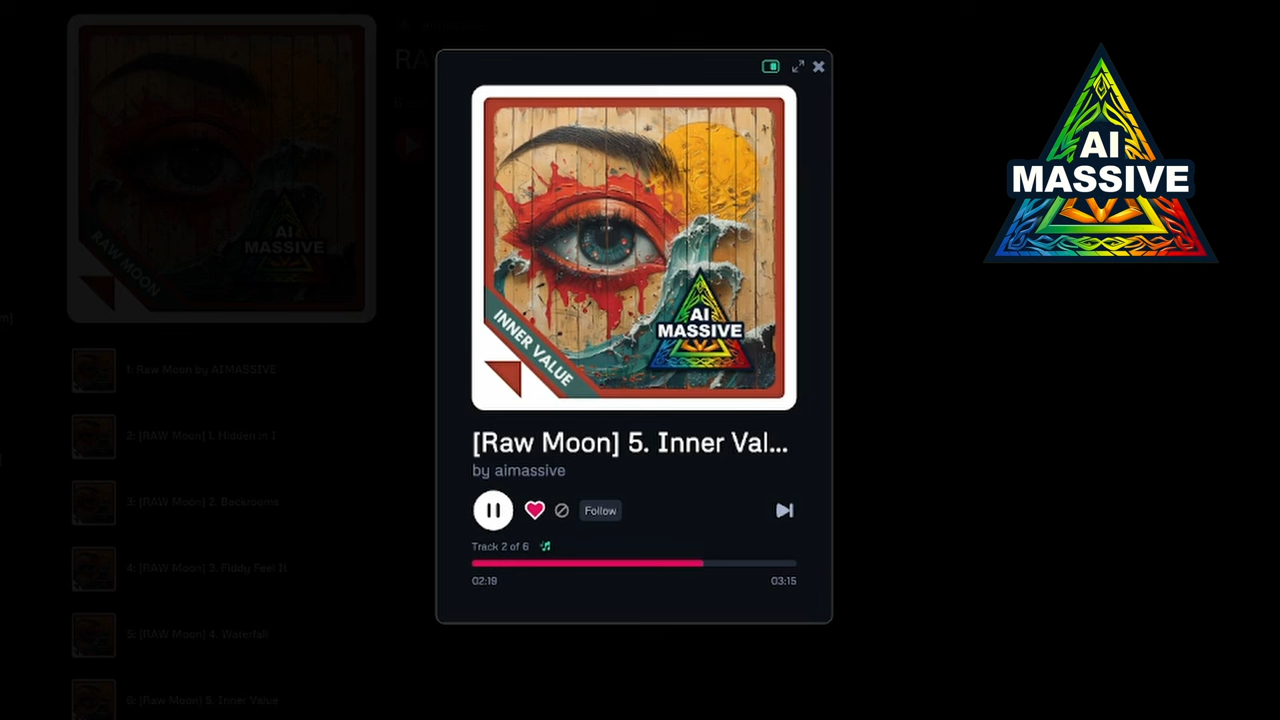 RAW
RAW MOON
AI
MASSIVE
1: Raw Moon by AIMASSIVE
2: [RAW Moon] 1. Hidden in I
3: [RAW Moon] 2. Backrooms
4: [RAW Moon] 3. Fiddy Feel It
5: [RAW Moon] 4. Waterfall
6: [Raw Moon] 5. Inner Value
INNER VALUE
AI
MASSIVE
[Raw Moon] 5. Inner Val...
by aimassive
Follow
Track 2 of 6
02:19 03:15
AI
MASSIVE